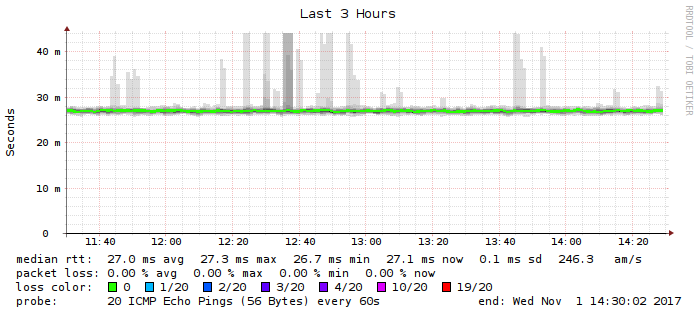 Last 3 Hours
RRDTOOL / TOBI OETIKER
Seconds
40 m
30 m
20 m
10 m
0
11:40 12:00 12:20 12:40 13:00 13:20 13:40 14:00 14:20
median rtt: 27.0 ms avg 27.3 ms max 26.7 ms min 27.1 ms now 0.1 ms sd 246.3 am/s
packet loss: 0.00 % avg 0.00 % max 0.00 % min 0.00 % now
loss color: 0 1/20 2/20 3/20 4/20 10/20 19/20
probe: 20 ICMP Echo Pings (56 Bytes) every 60s end: Wed Nov 1 14:30:02 2017